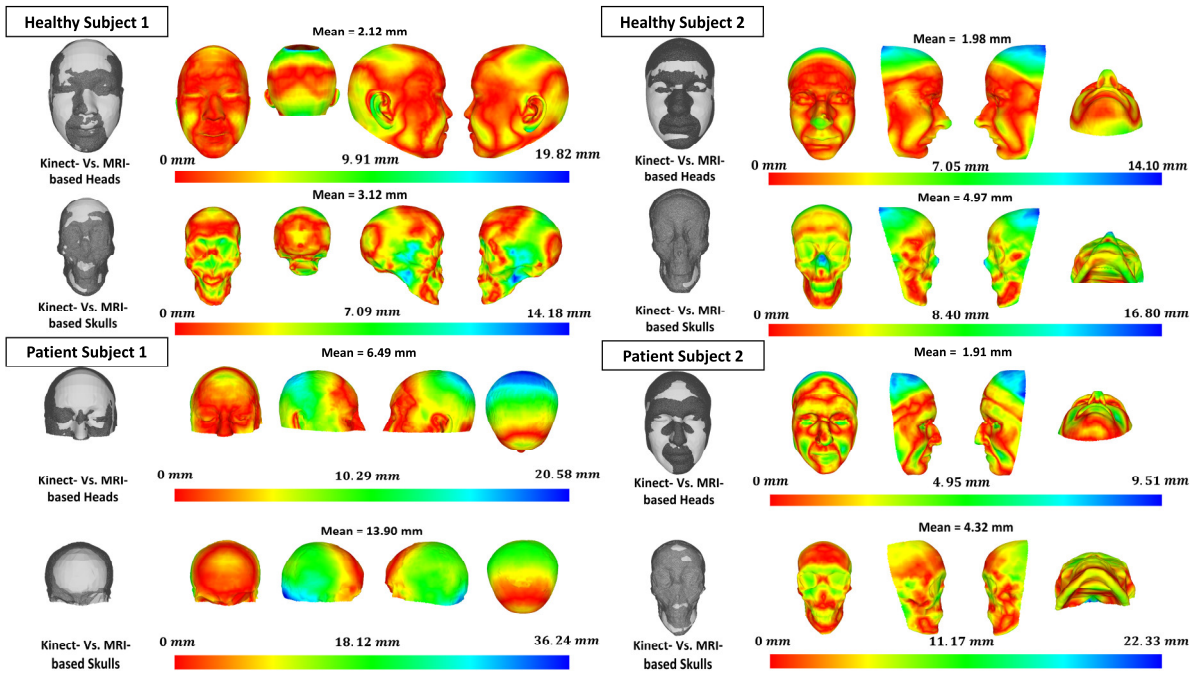 Healthy Subject 1
Mean = 2.12 mm
Kinect- Vs. MRI-
based Heads
0 mm
9.91 mm
19.82 mm
Mean = 3.12 mm
Kinect- Vs. MRI-
based Skulls
0 mm
7.09 mm
14.18 mm
Healthy Subject 2
Mean = 1.98 mm
Kinect- Vs. MRI-
based Heads
0 mm
7.05 mm
14.10 mm
Mean = 4.97 mm
Kinect- Vs. MRI-
based Skulls
0 mm
8.40 mm
16.80 mm
Patient Subject 1
Mean = 6.49 mm
Kinect- Vs. MRI-
based Heads
0 mm
10.29 mm
20.58 mm
Mean = 13.90 mm
Kinect- Vs. MRI-
based Skulls
0 mm
18.12 mm
36.24 mm
Patient Subject 2
Mean = 1.91 mm
Kinect- Vs. MRI-
based Heads
0 mm
4.95 mm
9.51 mm
Mean = 4.32 mm
Kinect- Vs. MRI-
based Skulls
0 mm
11.17 mm
22.33 mm